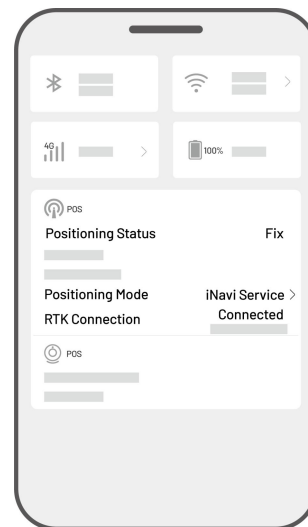 4G
100%
POS
Positioning Status Fix
Positioning Mode iNavi Service >
RTK Connection Connected
POS